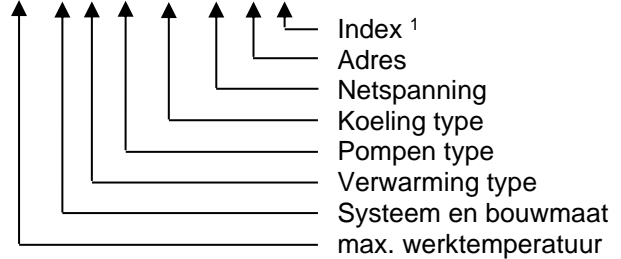 Index ¹
Adres
Netspanning
Koeling type
Pompen type
Verwarming type
Systeem en bouwmaat
max. werktemperatuur